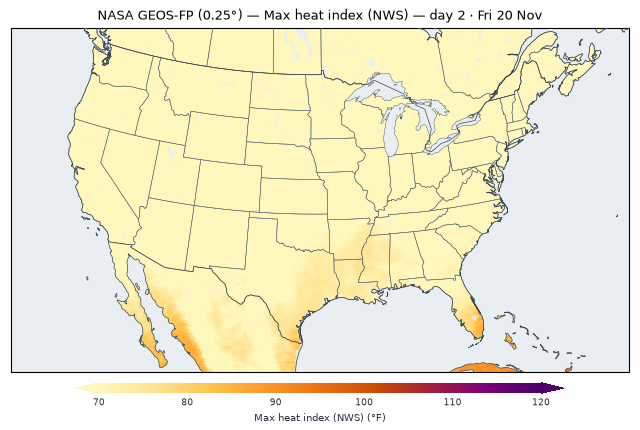 NASA GEOS-FP (0.25°) — Max heat index (NWS) — day 2 · Fri 20 Nov
70 80 90 100 110 120
Max heat index (NWS) (°F)